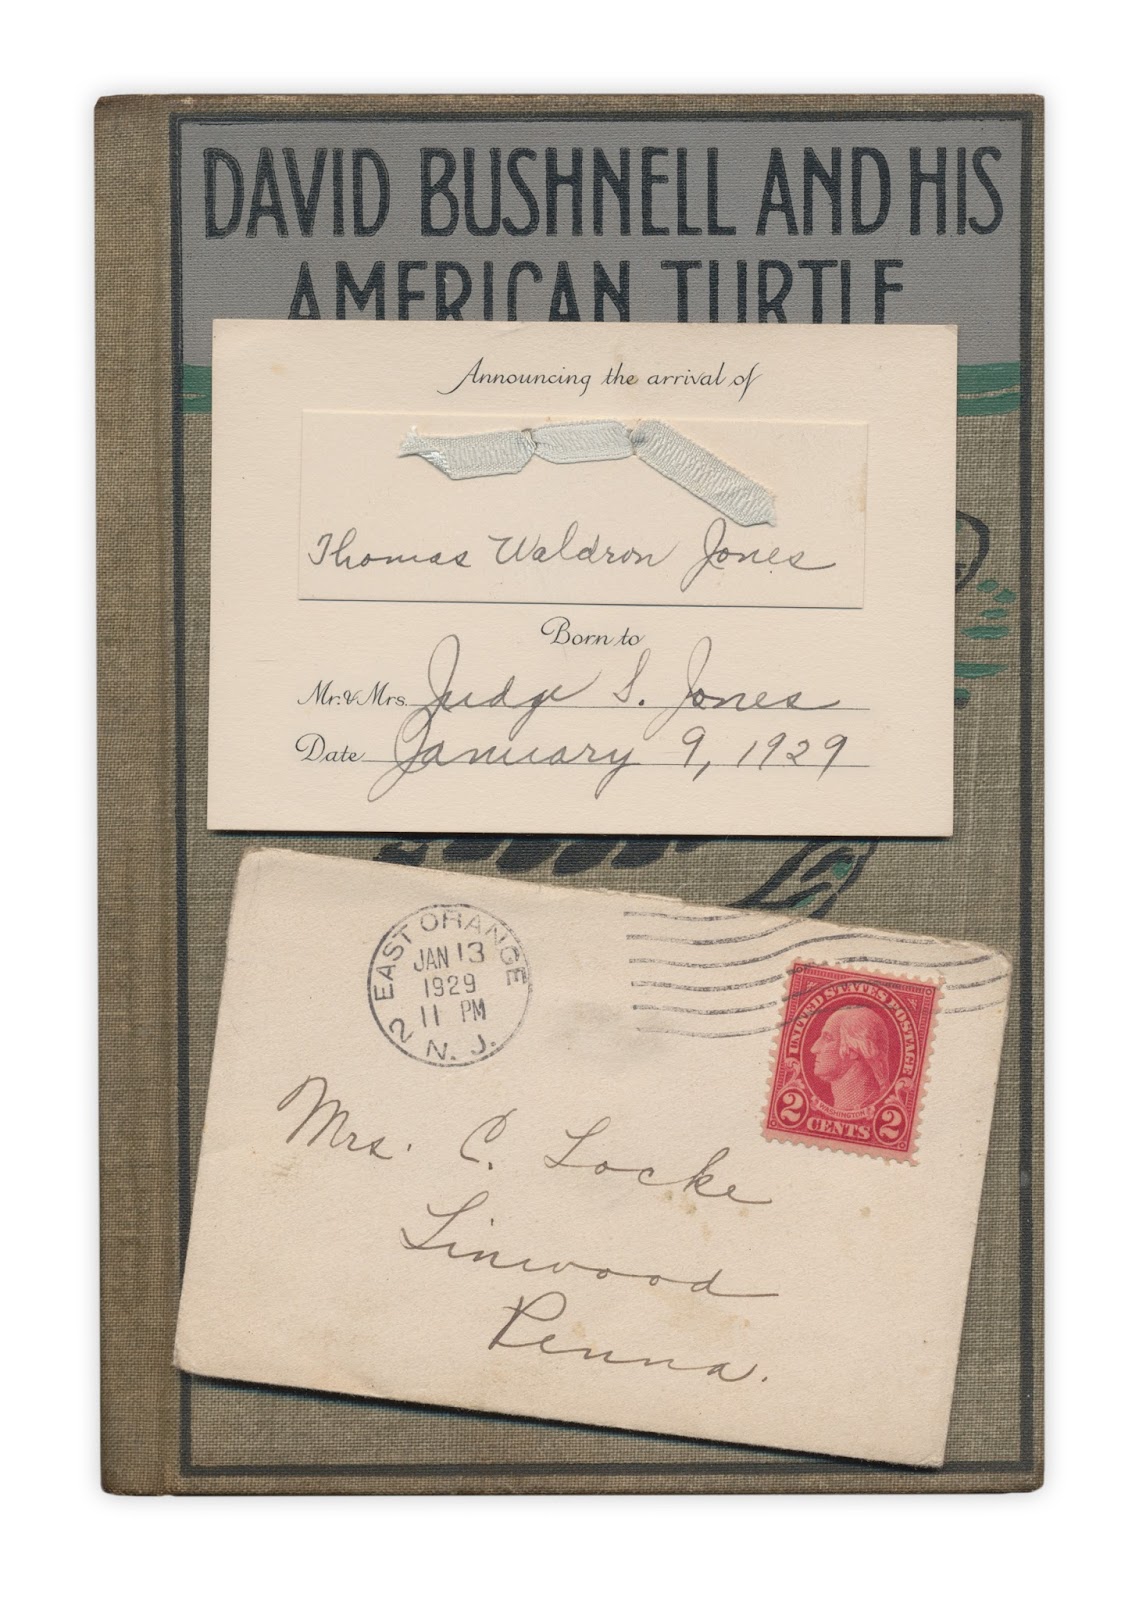 DAVID BUSHNELL AND HIS
AMERICAN TURTLE
Announcing the arrival of
Thomas Waldron Jones
Born to
Mr. & Mrs. Judge S. Jones
Date January 9, 1929
EAST ORANGE
JAN 13
1929
11 PM
2 N. J.
UNITED STATES POSTAGE
WASHINGTON
2 CENTS 2
Mrs. C. Locke
Linwood
Penna.